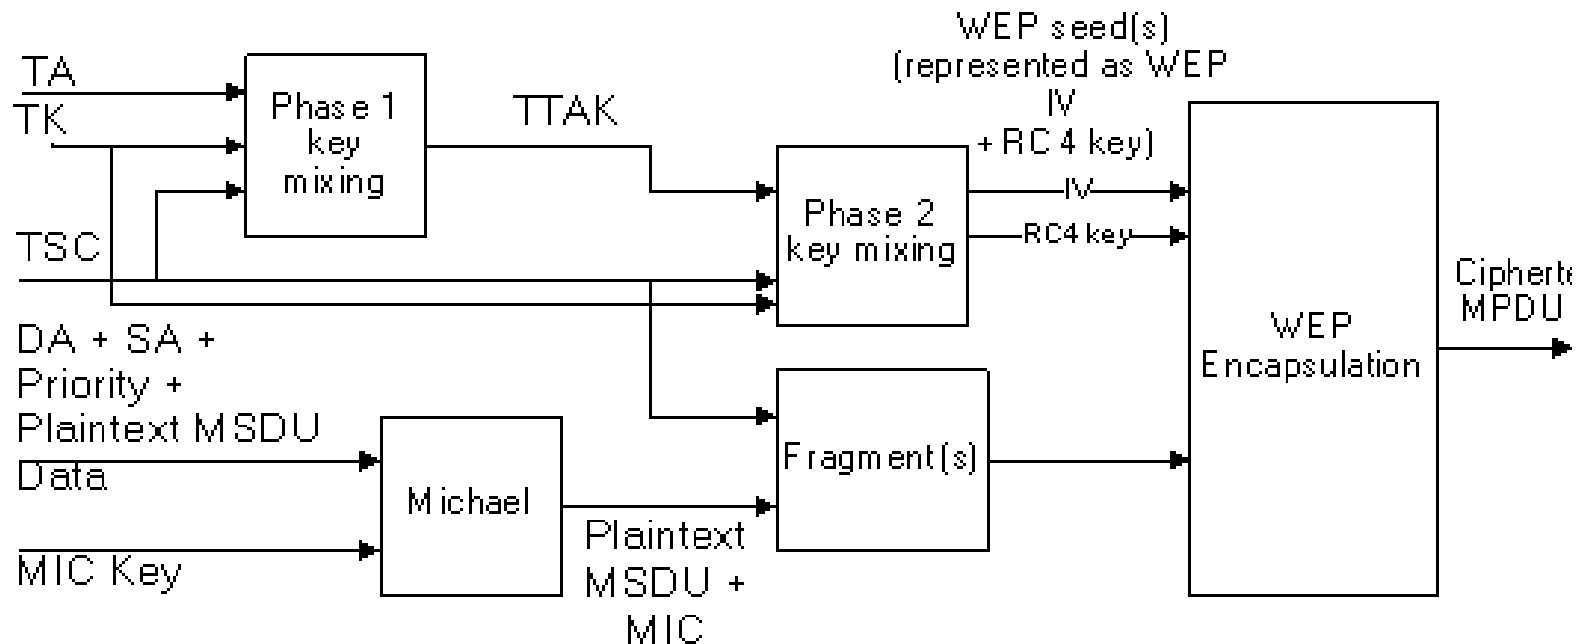 WEP seed(s)
(represented as WEP
IV
+ RC4 key)
TA
TK
Phase 1
key
mixing
TTAK
IV
RC4 key
Phase 2
key mixing
TSC
WEP
Encapsulation
MPDU
DA + SA +
Priority +
Plaintext MSDU
Data
Michael
Fragment(s)
MIC Key
Plaintext
MSDU +
MIC